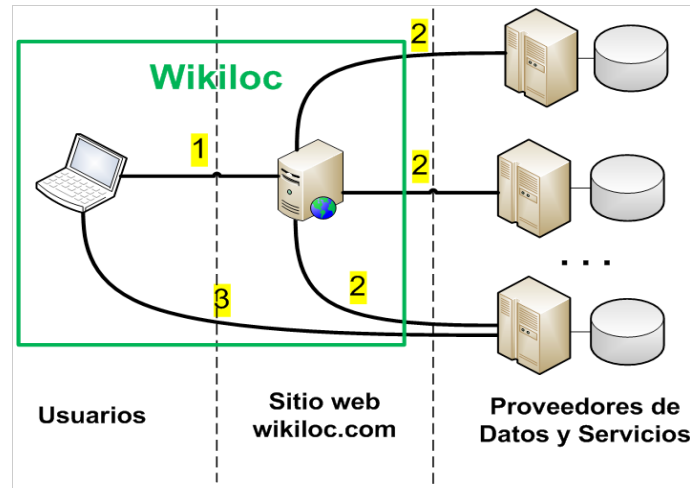 2
Wikiloc
1
2
2
3
. . .
Usuarios
Sitio web
wikiloc.com
Proveedores de
Datos y Servicios